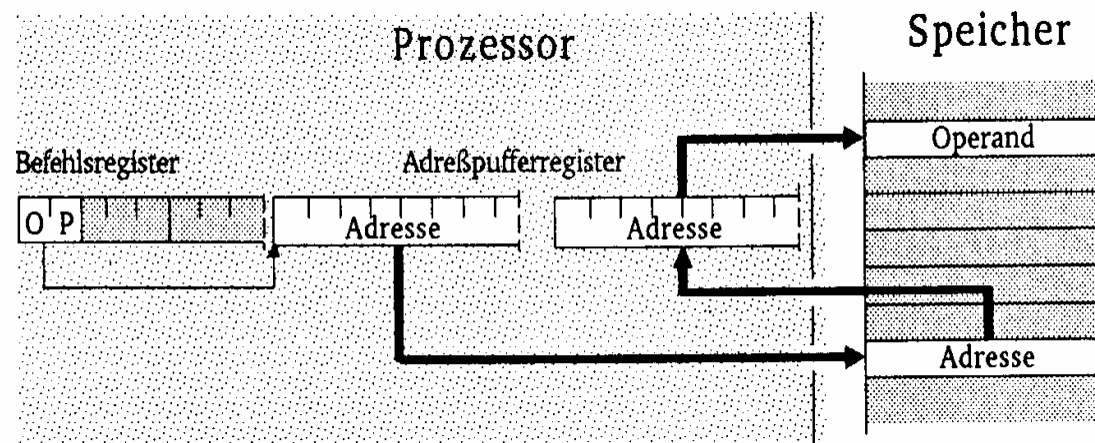 Prozessor
Speicher
Operand
Befehlsregister
Adreßpufferregister
O P
Adresse
Adresse
Adresse